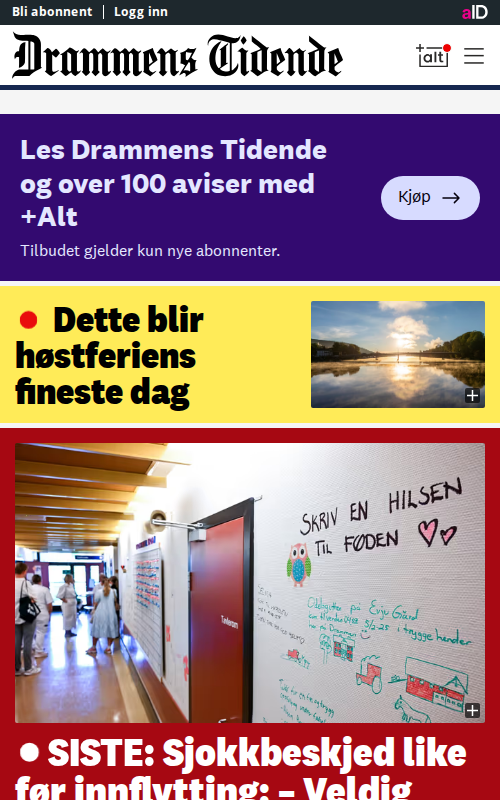 Bli abonnent
Logg inn
aID
Drammens Tidende
+alt
Les Drammens Tidende
og over 100 aviser med
+Alt
Tilbudet gjelder kun nye abonnenter.
Kjøp
Dette blir
høstferiens
fineste dag
SKRIV EN HILSEN
TIL FØDEN
i trygge hender
SISTE: Sjokkbeskjed like
før innflytting: – Veldig